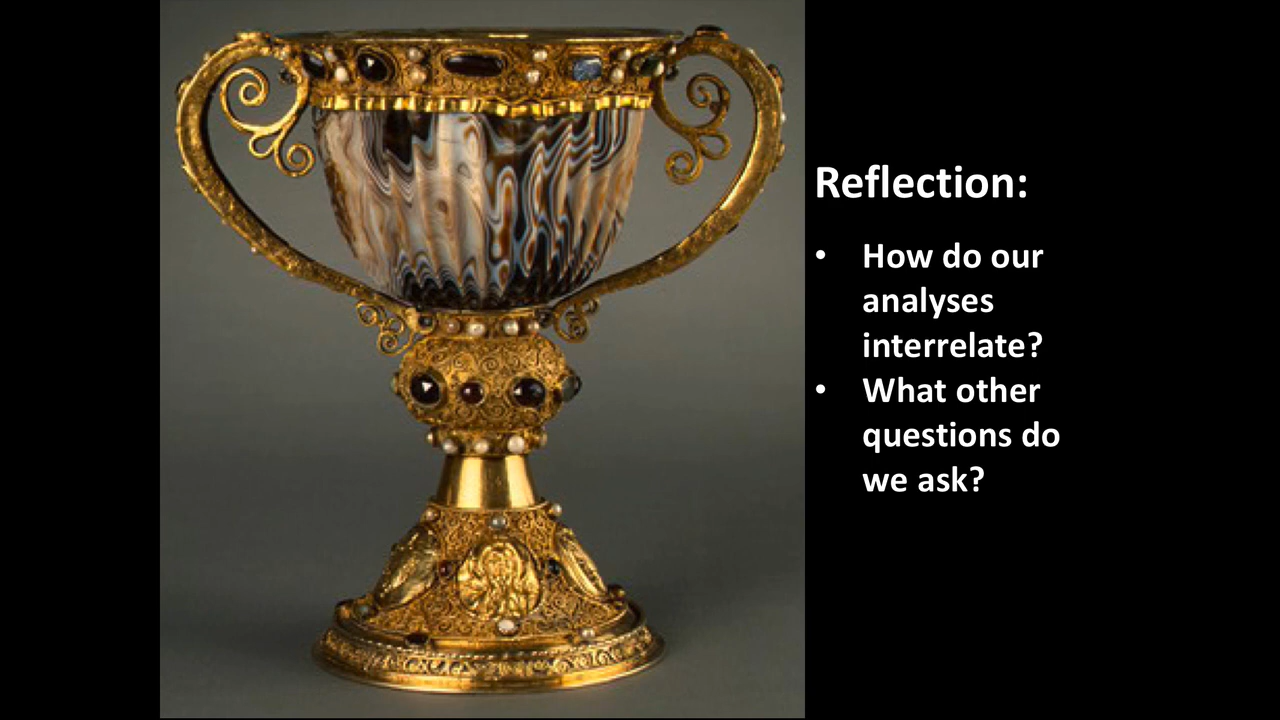 Reflection:
• How do our
analyses
interrelate?
• What other
questions do
we ask?